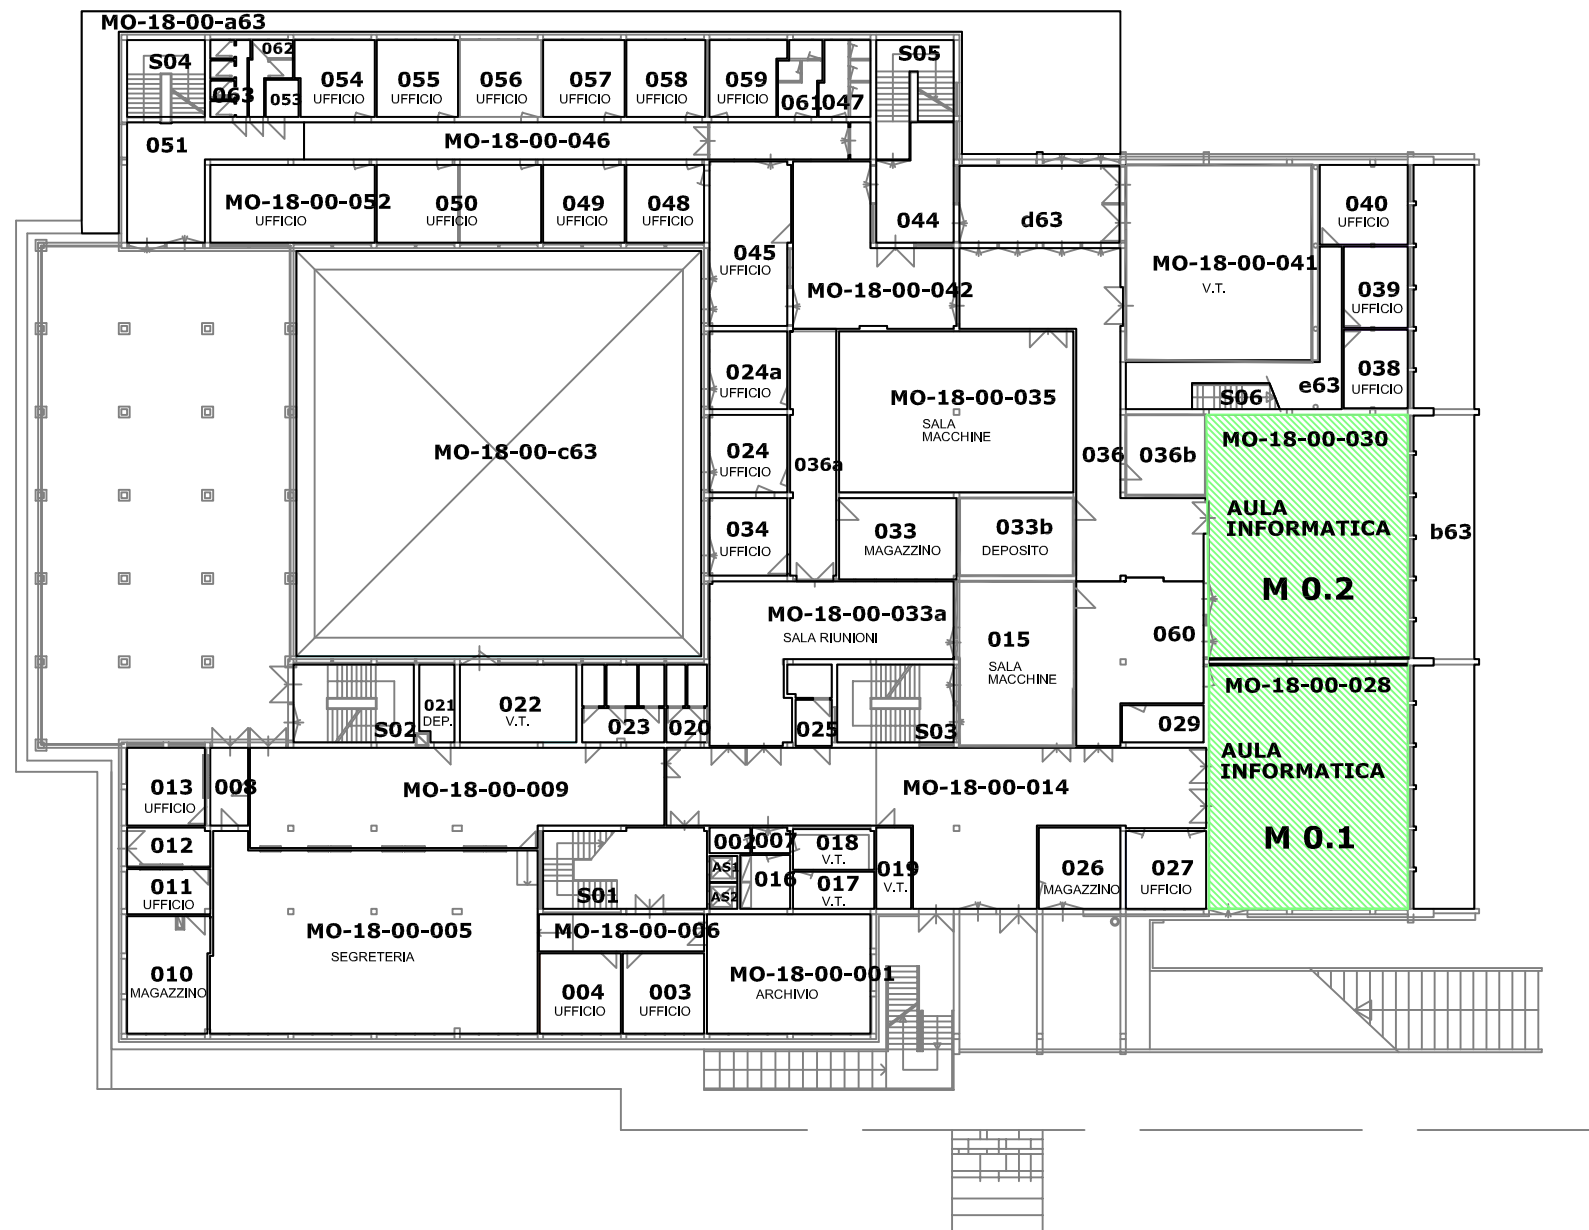 MO-18-00-a63
S04
062
063
053
054
UFFICIO
055
UFFICIO
056
UFFICIO
057
UFFICIO
058
UFFICIO
059
UFFICIO
061
047
S05
051
MO-18-00-046
MO-18-00-052
UFFICIO
050
UFFICIO
049
UFFICIO
048
UFFICIO
045
UFFICIO
044
d63
MO-18-00-042
MO-18-00-041
V.T.
040
UFFICIO
039
UFFICIO
038
UFFICIO
e63
S06
024a
UFFICIO
MO-18-00-035
SALA
MACCHINE
MO-18-00-c63
024
UFFICIO
036a
036
036b
MO-18-00-030
AULA
INFORMATICA
M 0.2
b63
034
UFFICIO
033
MAGAZZINO
033b
DEPOSITO
MO-18-00-033a
SALA RIUNIONI
015
SALA
MACCHINE
060
MO-18-00-028
AULA
INFORMATICA
M 0.1
S02
021
DEP.
022
V.T.
023
020
025
S03
029
013
UFFICIO
008
MO-18-00-009
MO-18-00-014
012
011
UFFICIO
S01
002
007
AS1
AS2
016
018
V.T.
017
V.T.
019
V.T.
026
MAGAZZINO
027
UFFICIO
MO-18-00-005
SEGRETERIA
MO-18-00-006
010
MAGAZZINO
004
UFFICIO
003
UFFICIO
MO-18-00-001
ARCHIVIO